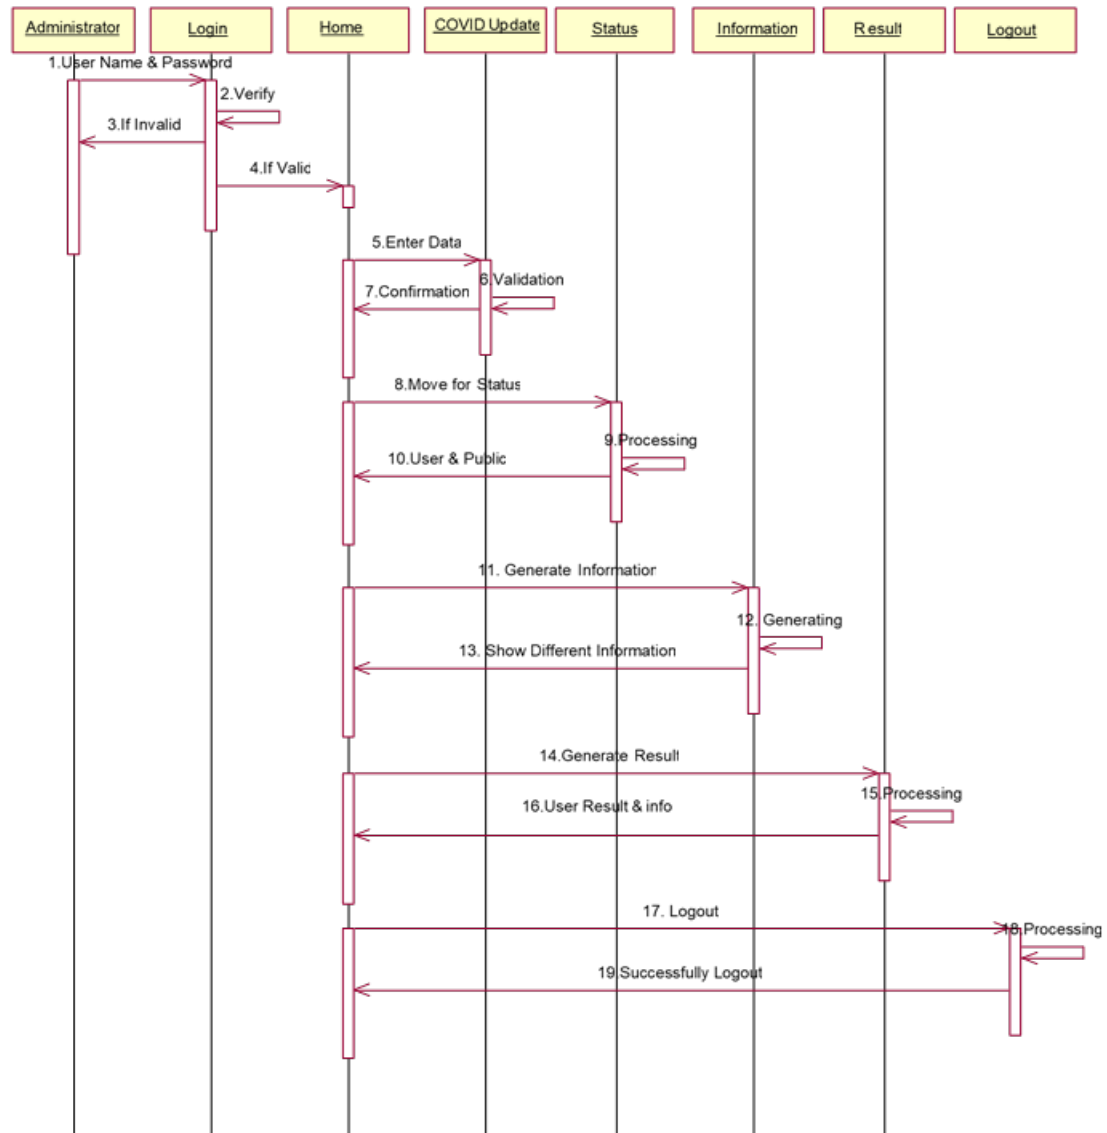 Administrator
Login
Home
COVID Update
Status
Information
Result
Logout
1.User Name & Password
2.Verify
3.If Invalid
4.If Valid
5.Enter Data
6.Validation
7.Confirmation
8.Move for Status
9.Processing
10.User & Public
11. Generate Information
12. Generating
13. Show Different Information
14.Generate Result
15.Processing
16.User Result & info
17. Logout
18.Processing
19.Successfully Logout